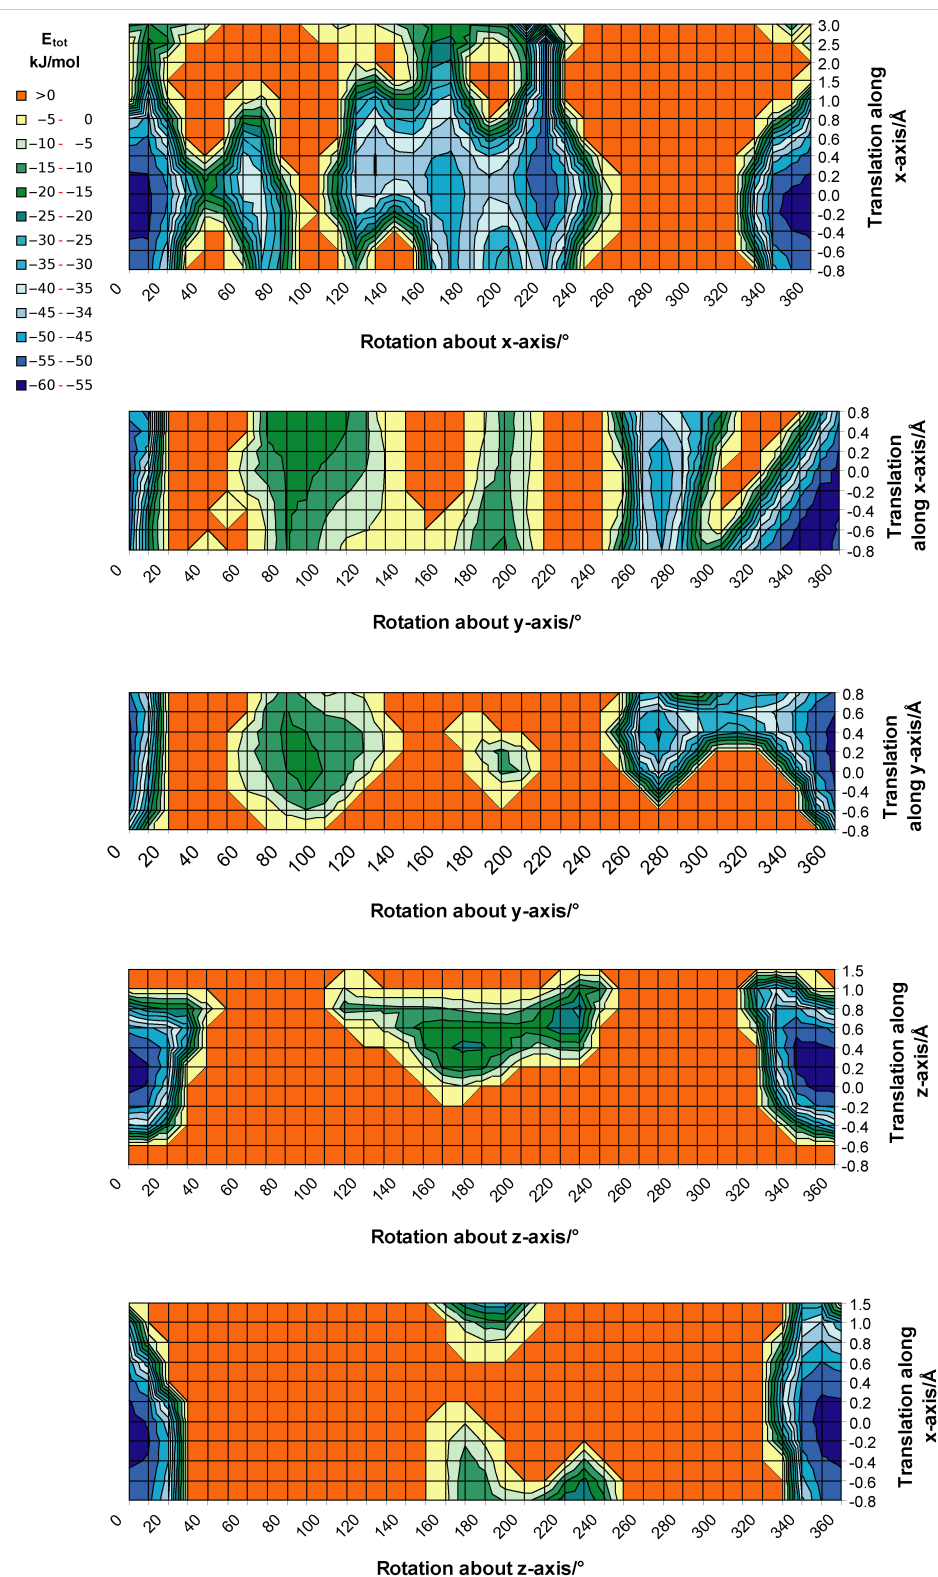 E_tot
kJ/mol
>0
−5 - 0
−10 - −5
−15 - −10
−20 - −15
−25 - −20
−30 - −25
−35 - −30
−40 - −35
−45 - −34
−50 - −45
−55 - −50
−60 - −55
3.0
2.5
2.0
1.5
1.0
0.8
0.6
0.4
0.2
0.0
-0.2
-0.4
-0.6
-0.8
Translation along
x-axis/Å
0 20 40 60 80 100 120 140 160 180 200 220 240 260 280 300 320 340 360
Rotation about x-axis/°
0.8
0.4
0.2
0.0
-0.2
-0.4
-0.6
-0.8
Translation
along x-axis/Å
0 20 40 60 80 100 120 140 160 180 200 220 240 260 280 300 320 340 360
Rotation about y-axis/°
0.8
0.6
0.4
0.2
0.0
-0.4
-0.6
-0.8
Translation
along y-axis/Å
0 20 40 60 80 100 120 140 160 180 200 220 240 260 280 300 320 340 360
Rotation about y-axis/°
1.5
1.0
0.8
0.6
0.4
0.2
0.0
-0.2
-0.4
-0.6
-0.8
Translation along
z-axis/Å
0 20 40 60 80 100 120 140 160 180 200 220 240 260 280 300 320 340 360
Rotation about z-axis/°
1.5
1.0
0.8
0.6
0.4
0.2
0.0
-0.2
-0.4
-0.6
-0.8
Translation along
x-axis/Å
0 20 40 60 80 100 120 140 160 180 200 220 240 260 280 300 320 340 360
Rotation about z-axis/°